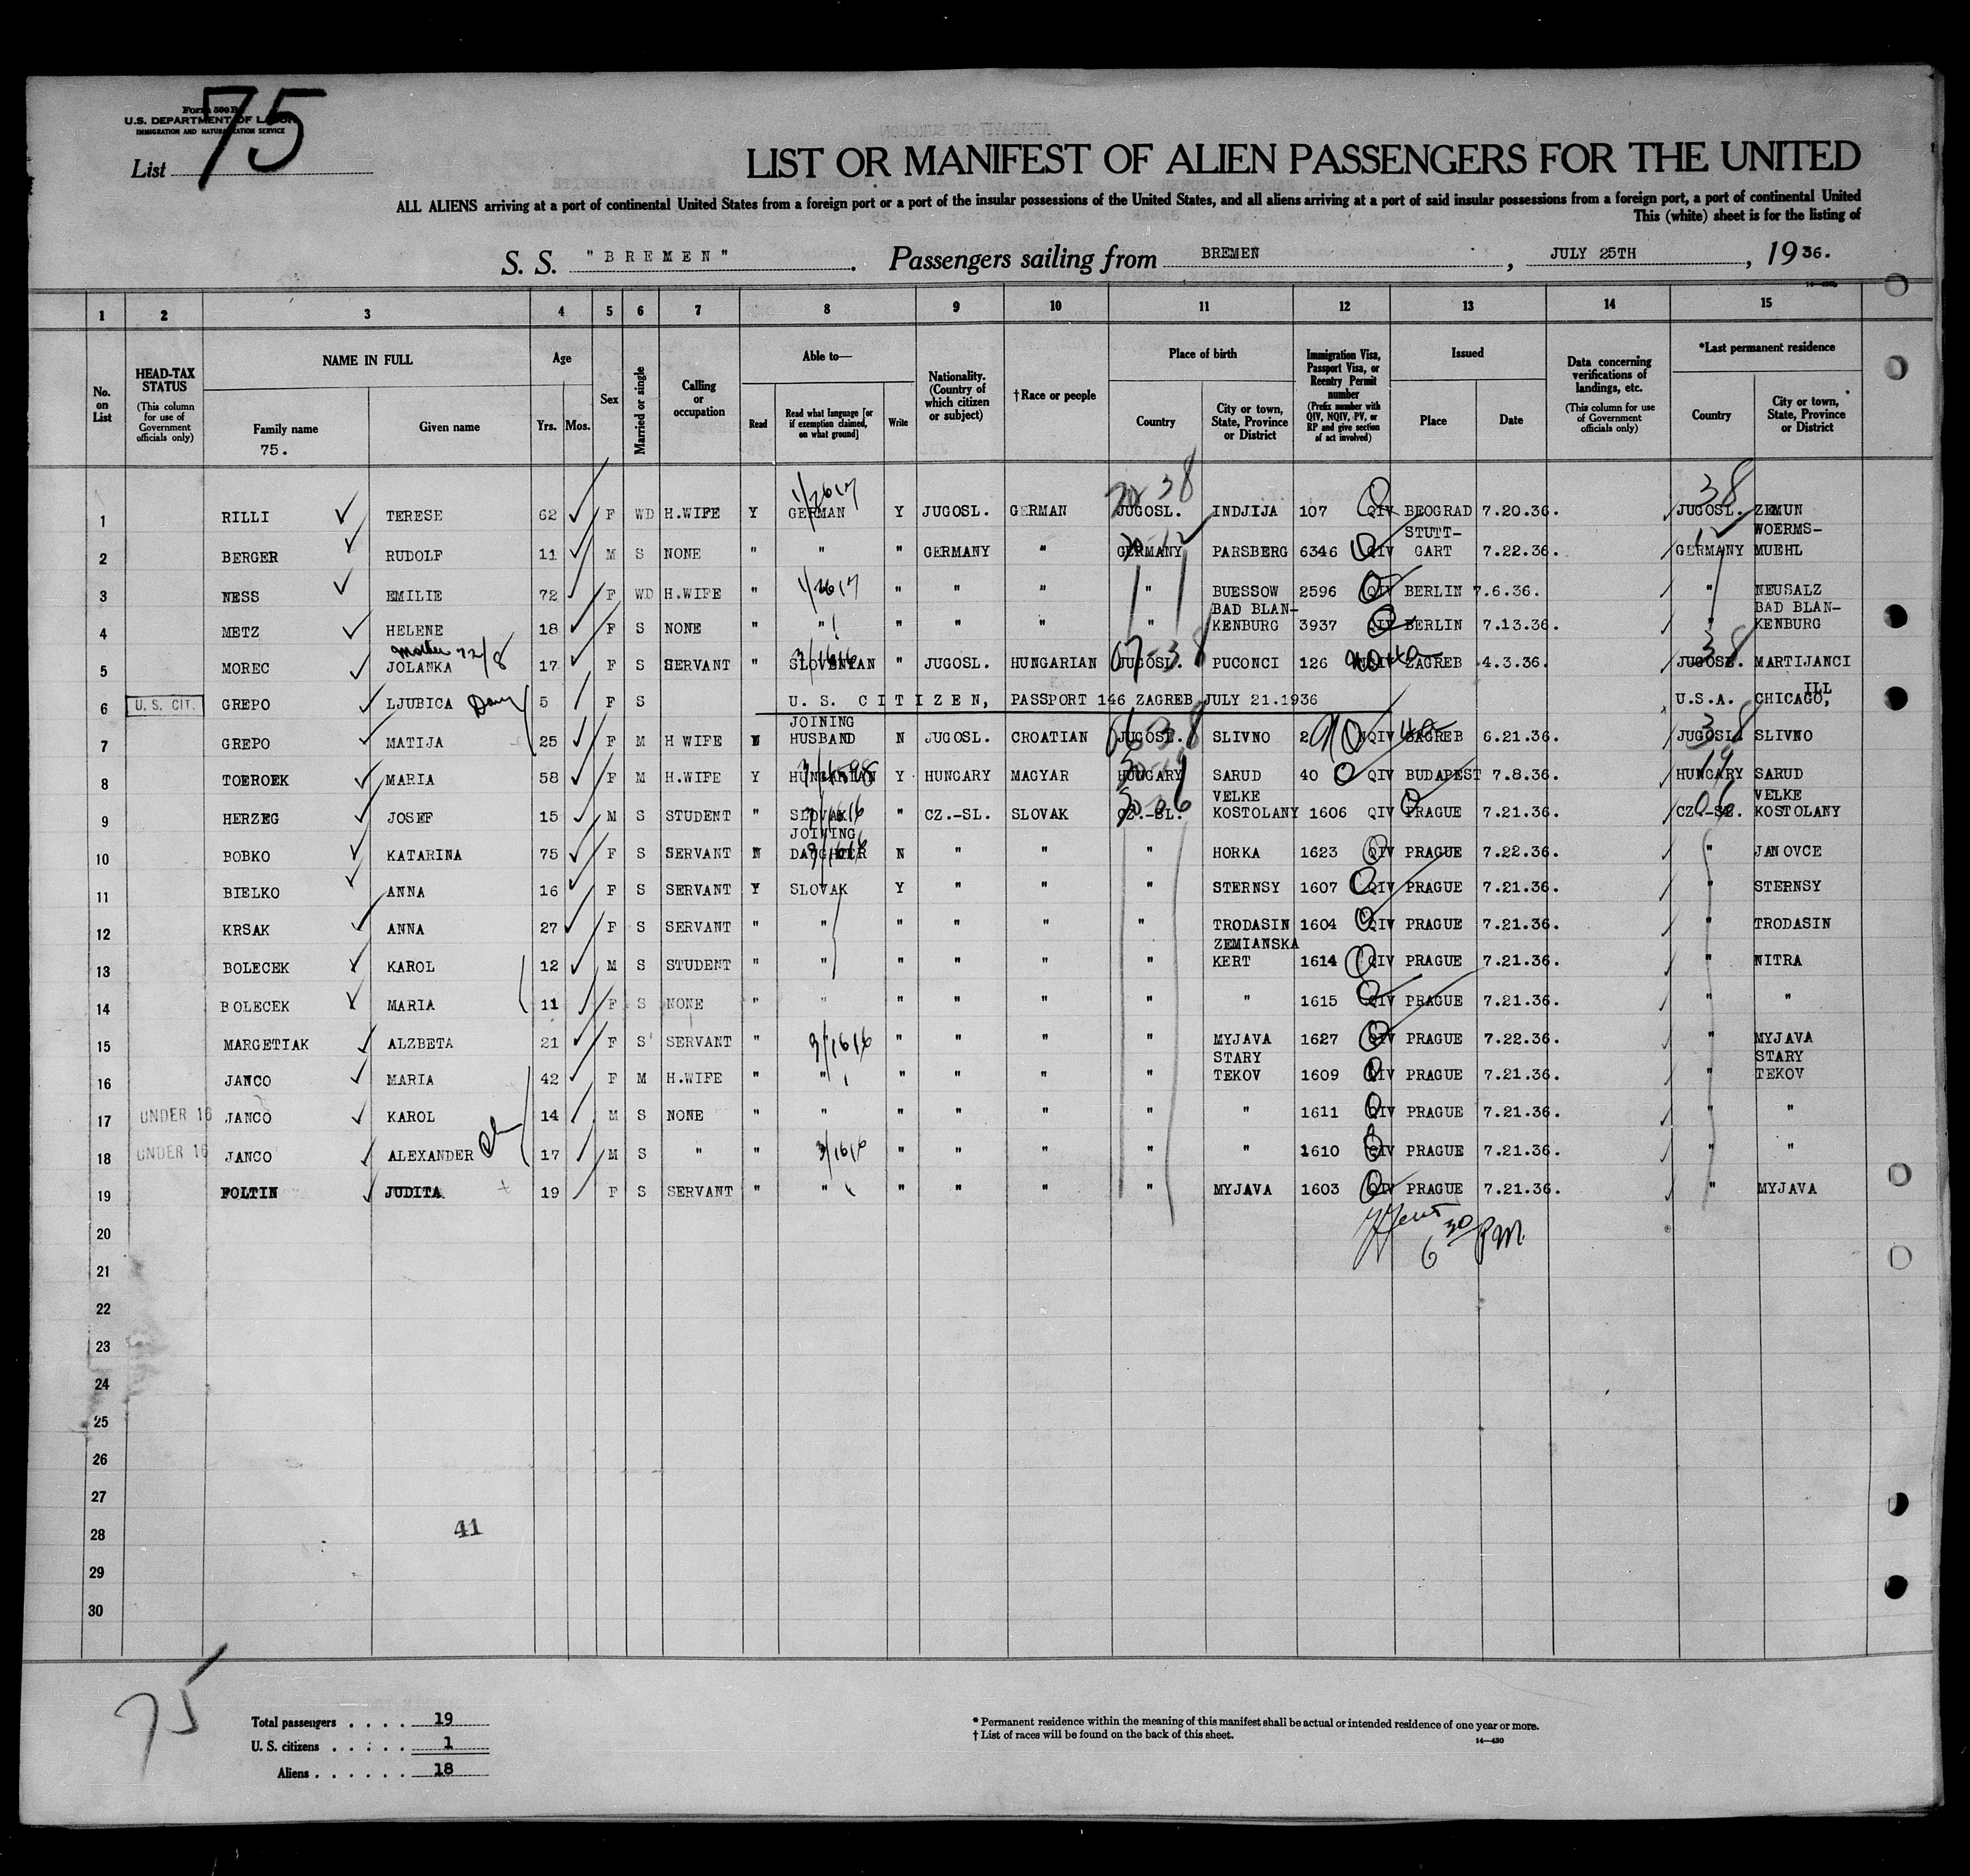 Form 500 B
U.S. DEPARTMENT OF LABOR
IMMIGRATION AND NATURALIZATION SERVICE
List 75
LIST OR MANIFEST OF ALIEN PASSENGERS FOR THE UNITED
ALL ALIENS arriving at a port of continental United States from a foreign port or a port of the insular possessions of the United States, and all aliens arriving at a port of said insular possessions from a foreign port, a port of continental United
This (white) sheet is for the listing of
S. S. "BREMEN". Passengers sailing from BREMEN, JULY 25TH, 1936.
1 2 3 4 5 6 7 8 9 10 11 12 13 14 15
No. on List
HEAD-TAX STATUS (This column for use of Government officials only)
NAME IN FULL
Family name 75.
Given name
Age
Yrs. Mos.
Sex
Married or single
Calling or occupation
Able to—
Read
Read what language [or if exemption claimed, on what ground]
Write
Nationality. (Country of which citizen or subject)
†Race or people
Place of birth
Country
City or town, State, Province or District
Immigration Visa, Passport Visa, or Reentry Permit number (Prefix number with QIV, NQIV, PV, or RP and give section of act involved)
Issued
Place
Date
Data concerning verifications of landings, etc. (This column for use of Government officials only)
*Last permanent residence
Country
City or town, State, Province or District
1 RILLI TERESE 62 F WD H.WIFE Y GERMAN Y JUGOSL. GERMAN JUGOSL. INDJIJA 107 QIV BEOGRAD 7.20.36. JUGOSL. ZEMUN
2 BERGER RUDOLF 11 M S NONE " " " GERMANY " GERMANY PARSBERG 6346 QIV STUTT-GART 7.22.36. GERMANY WOERMS-MUEHL
3 NESS EMILIE 72 F WD H.WIFE " " " " " BUESSOW 2596 QIV BERLIN 7.6.36. " NEUSALZ
4 METZ HELENE 18 F S NONE " " " " " " BAD BLAN-KENBURG 3937 QIV BERLIN 7.13.36. " BAD BLAN-KENBURG
5 MOREC JOLANKA 17 F S SERVANT " SLOVENIAN " JUGOSL. HUNGARIAN JUGOSL. PUCONCI 126 ZAGREB 4.3.36. JUGOSL. MARTIJANCI
6 U. S. CIT. GREPO LJUBICA 5 F S U. S. CITIZEN, PASSPORT 146 ZAGREB JULY 21.1936 U.S.A. CHICAGO, ILL
7 GREPO MATIJA 25 F M H WIFE N JOINING HUSBAND N JUGOSL. CROATIAN JUGOSL. SLIVNO QIV ZAGREB 6.21.36. JUGOSL. SLIVNO
8 TOEROEK MARIA 58 F M H.WIFE Y HUNGARIAN Y HUNGARY MAGYAR HUNGARY SARUD 40 QIV BUDAPEST 7.8.36. HUNGARY SARUD
9 HERZEG JOSEF 15 M S STUDENT " SLOVAK " CZ.-SL. SLOVAK CZ.-SL. VELKE KOSTOLANY 1606 QIV PRAGUE 7.21.36. CZ.-SL. VELKE KOSTOLANY
10 BOBKO KATARINA 75 F S SERVANT N JOINING DAUGHTER N " " " HORKA 1623 QIV PRAGUE 7.22.36. " JANOVCE
11 BIELKO ANNA 16 F S SERVANT Y SLOVAK Y " " " STERNSY 1607 QIV PRAGUE 7.21.36. " STERNSY
12 KRSAK ANNA 27 F S SERVANT " " " " " " TRODASIN 1604 QIV PRAGUE 7.21.36. " TRODASIN
13 BOLECEK KAROL 12 M S STUDENT " " " " " " ZEMIANSKA KERT 1614 QIV PRAGUE 7.21.36. " NITRA
14 BOLECEK MARIA 11 F S NONE " " " " " " " 1615 QIV PRAGUE 7.21.36. " "
15 MARGETIAK ALZBETA 21 F S SERVANT " 3/1616 " " " " MYJAVA 1627 QIV PRAGUE 7.22.36. " MYJAVA
16 JANCO MARIA 42 F M H.WIFE " " " " " " STARY TEKOV 1609 QIV PRAGUE 7.21.36. " STARY TEKOV
17 UNDER 16 JANCO KAROL 14 M S NONE " " " " " " " 1611 QIV PRAGUE 7.21.36. " "
18 UNDER 16 JANCO ALEXANDER 17 M S " " 3/1616 " " " " " 1610 QIV PRAGUE 7.21.36. " "
19 FOLTIN JUDITA 19 F S SERVANT " " " " " " MYJAVA 1603 QIV PRAGUE 7.21.36. " MYJAVA
20
6 30 PM.
21
22
23
24
25
26
27
28 41
29
30
75
Total passengers . . . . 19
U. S. citizens . . . . . 1
Aliens . . . . . . 18
* Permanent residence within the meaning of this manifest shall be actual or intended residence of one year or more.
† List of races will be found on the back of this sheet.
14—430